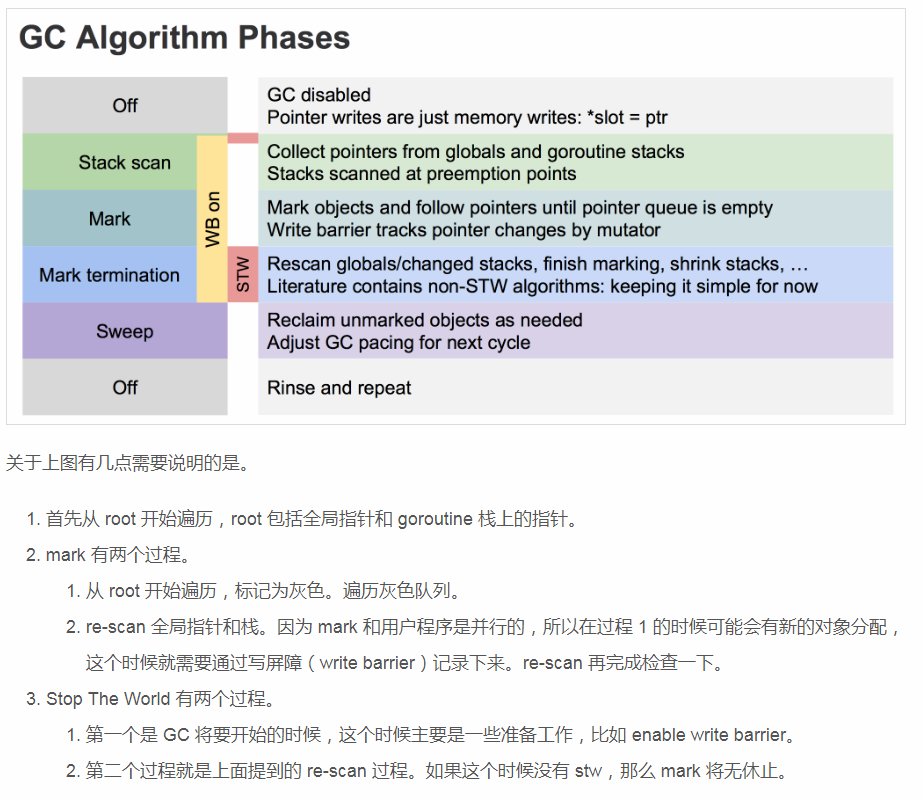 GC Algorithm Phases
Off
GC disabled
Pointer writes are just memory writes: *slot = ptr
Stack scan
Collect pointers from globals and goroutine stacks
Stacks scanned at preemption points
WB on
Mark
Mark objects and follow pointers until pointer queue is empty
Write barrier tracks pointer changes by mutator
Mark termination
STW
Rescan globals/changed stacks, finish marking, shrink stacks, …
Literature contains non-STW algorithms: keeping it simple for now
Sweep
Reclaim unmarked objects as needed
Adjust GC pacing for next cycle
Off
Rinse and repeat
关于上图有几点需要说明的是。
1. 首先从 root 开始遍历，root 包括全局指针和 goroutine 栈上的指针。
2. mark 有两个过程。
1. 从 root 开始遍历，标记为灰色。遍历灰色队列。
2. re-scan 全局指针和栈。因为 mark 和用户程序是并行的，所以在过程 1 的时候可能会有新的对象分配，
这个时候就需要通过写屏障（write barrier）记录下来。re-scan 再完成检查一下。
3. Stop The World 有两个过程。
1. 第一个是 GC 将要开始的时候，这个时候主要是一些准备工作，比如 enable write barrier。
2. 第二个过程就是上面提到的 re-scan 过程。如果这个时候没有 stw，那么 mark 将无休止。